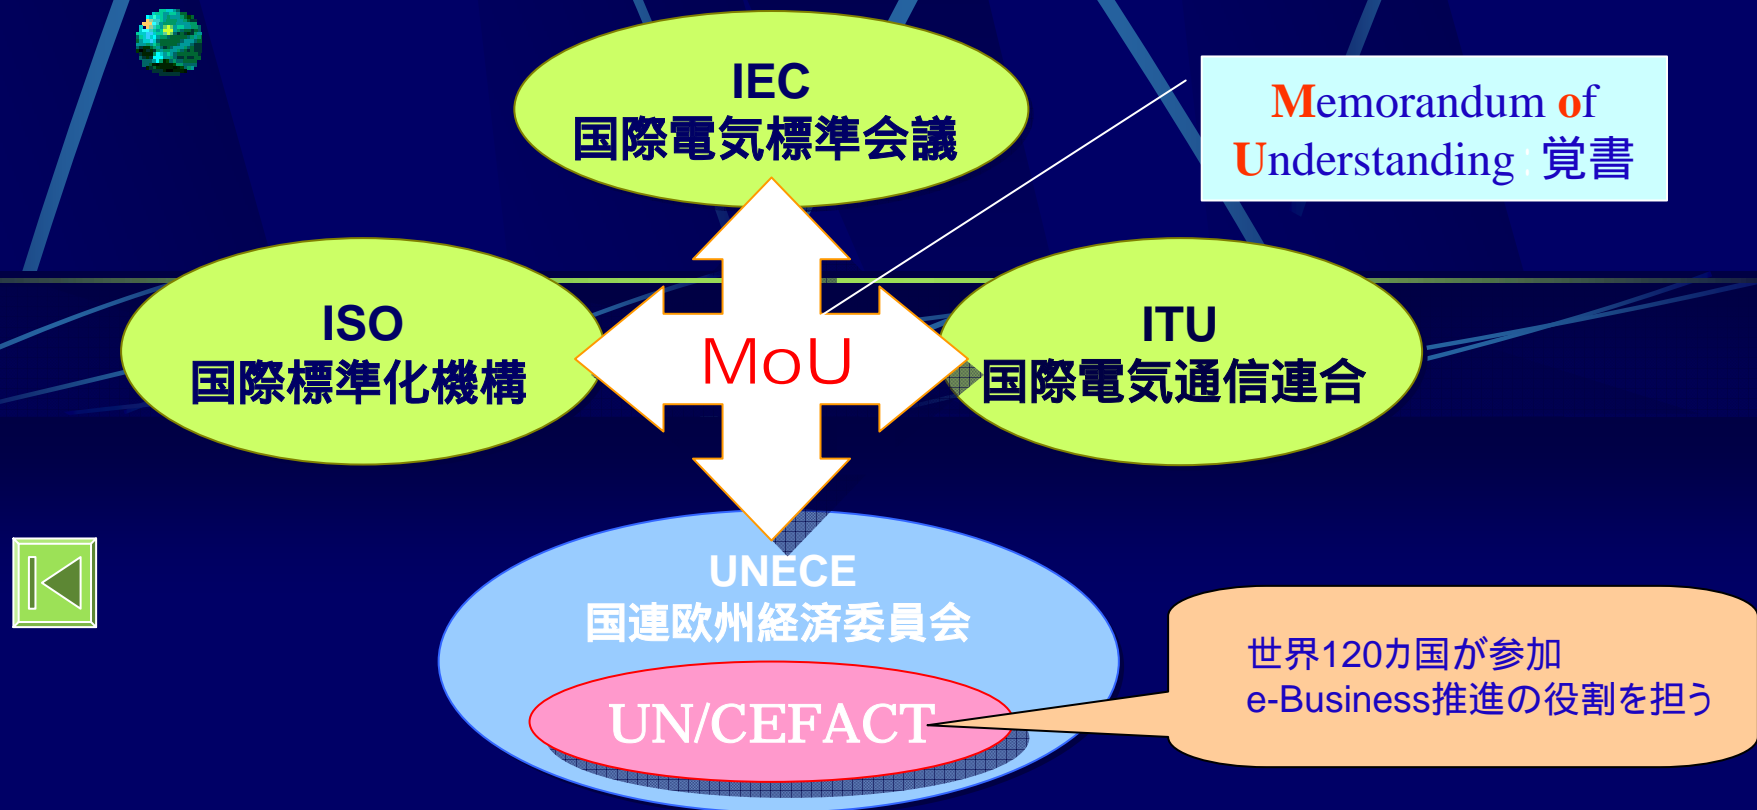 IEC
国際電気標準会議
Memorandum of
Understanding：覚書
ISO
国際標準化機構
MoU
ITU
国際電気通信連合
UNECE
国連欧州経済委員会
UN/CEFACT
世界120カ国が参加
e-Business推進の役割を担う